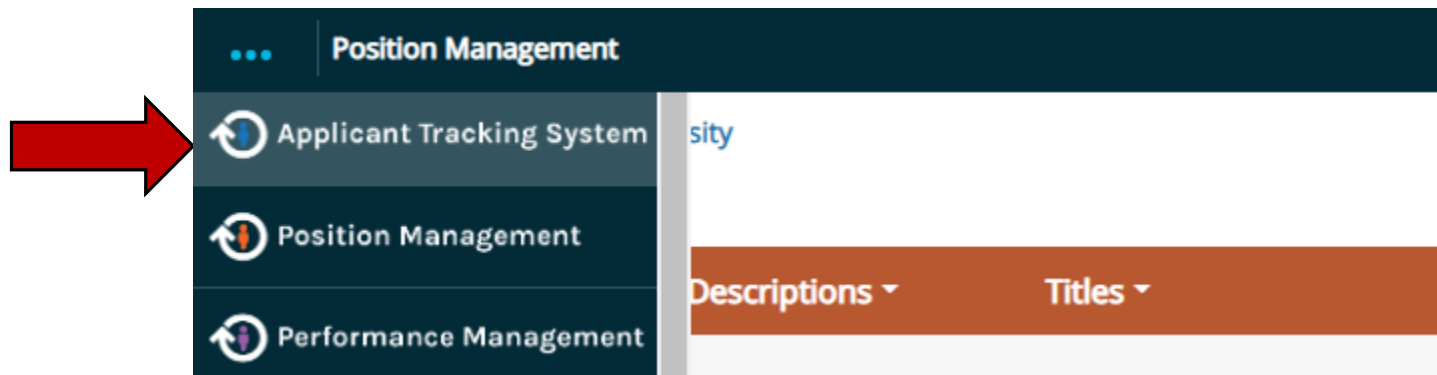 Position Management
Applicant Tracking System
sity
Position Management
Descriptions
Titles
Performance Management